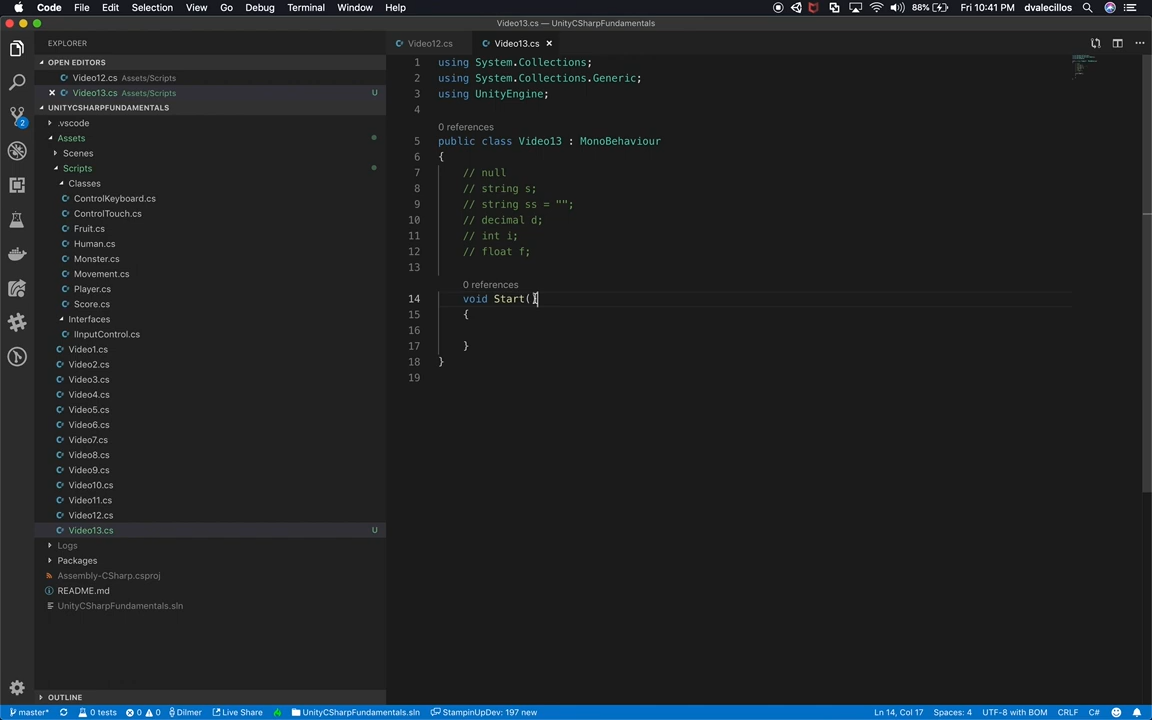 Code File Edit Selection View Go Debug Terminal Window Help 88% Fri 10:41 PM dvalecillos
Video13.cs — UnityCSharpFundamentals
EXPLORER
Video12.cs Video13.cs
OPEN EDITORS
Video12.cs Assets/Scripts
Video13.cs Assets/Scripts U
UNITYCSHARPFUNDAMENTALS
.vscode
Assets
Scenes
Scripts
Classes
ControlKeyboard.cs
ControlTouch.cs
Fruit.cs
Human.cs
Monster.cs
Movement.cs
Player.cs
Score.cs
Interfaces
IInputControl.cs
Video1.cs
Video2.cs
Video3.cs
Video4.cs
Video5.cs
Video6.cs
Video7.cs
Video8.cs
Video9.cs
Video10.cs
Video11.cs
Video12.cs
Video13.cs U
Logs
Packages
Assembly-CSharp.csproj
README.md
UnityCSharpFundamentals.sln
OUTLINE
2
1 using System.Collections;
2 using System.Collections.Generic;
3 using UnityEngine;
4
0 references
5 public class Video13 : MonoBehaviour
6 {
7 // null
8 // string s;
9 // string ss = "";
10 // decimal d;
11 // int i;
12 // float f;
13
0 references
14 void Start()
15 {
16
17 }
18 }
19
master* 0 tests 0 0 Dilmer Live Share UnityCSharpFundamentals.sln StampinUpDev: 197 new Ln 14, Col 17 Spaces: 4 UTF-8 with BOM CRLF C#